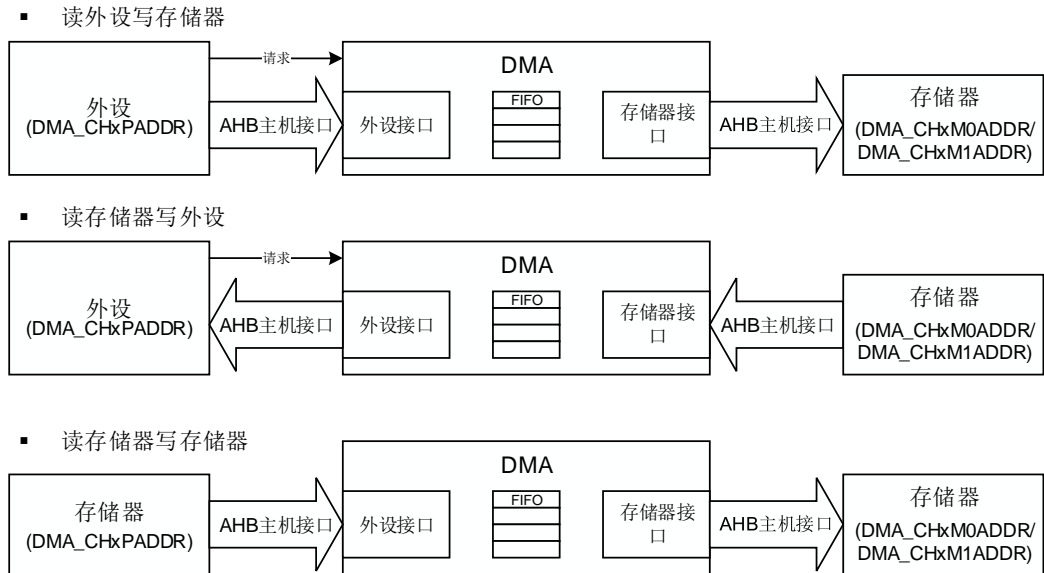 ▪ 读外设写存储器
请求
DMA
外设
(DMA_CHxPADDR)
AHB主机接口
外设接口
FIFO
存储器接
口
AHB主机接口
存储器
(DMA_CHxM0ADDR/
DMA_CHxM1ADDR)
▪ 读存储器写外设
请求
DMA
外设
(DMA_CHxPADDR)
AHB主机接口
外设接口
FIFO
存储器接
口
AHB主机接口
存储器
(DMA_CHxM0ADDR/
DMA_CHxM1ADDR)
▪ 读存储器写存储器
DMA
存储器
(DMA_CHxPADDR)
AHB主机接口
外设接口
FIFO
存储器接
口
AHB主机接口
存储器
(DMA_CHxM0ADDR/
DMA_CHxM1ADDR)